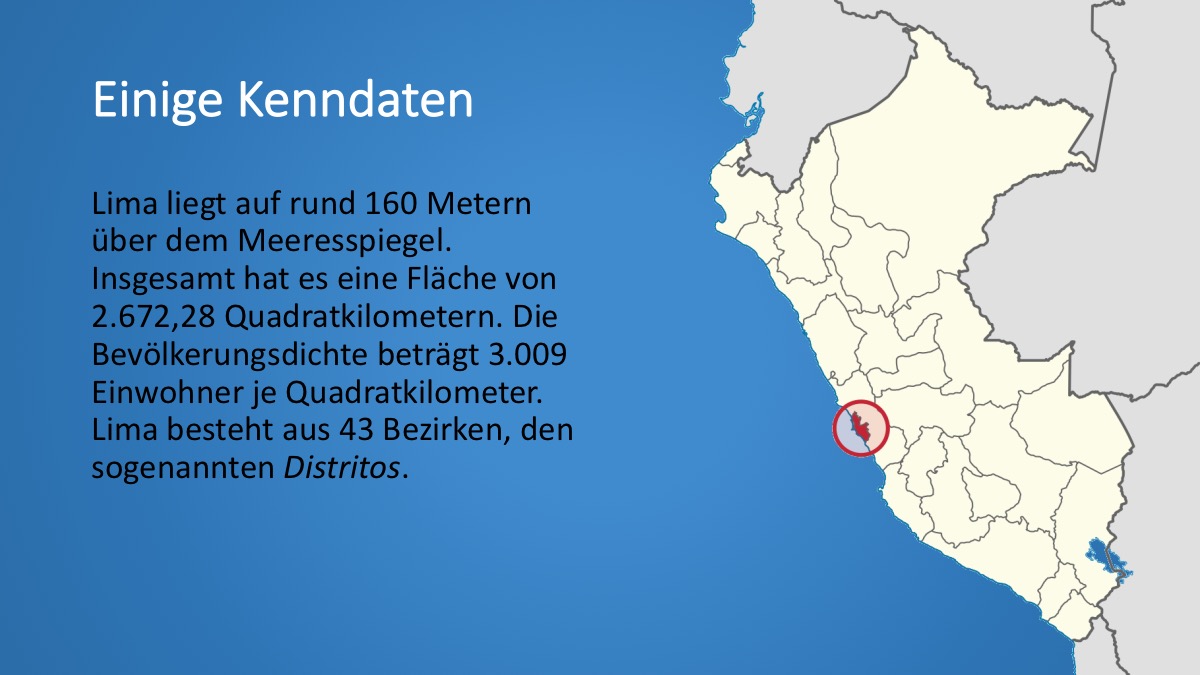 Einige Kenndaten
Lima liegt auf rund 160 Metern
über dem Meeresspiegel.
Insgesamt hat es eine Fläche von
2.672,28 Quadratkilometern. Die
Bevölkerungsdichte beträgt 3.009
Einwohner je Quadratkilometer.
Lima besteht aus 43 Bezirken, den
sogenannten Distritos.